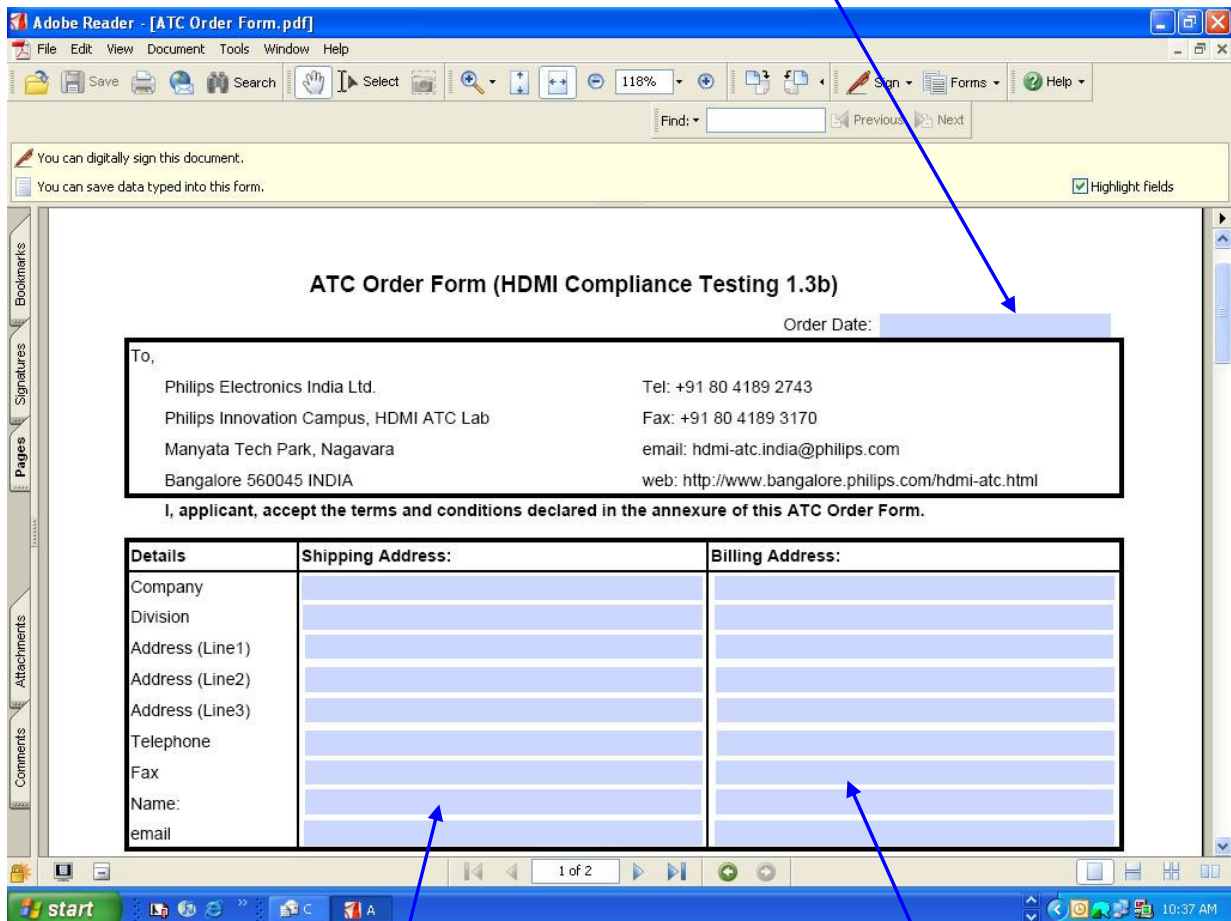 Adobe Reader - [ATC Order Form.pdf]
File Edit View Document Tools Window Help
Save Search Select 118% Sign Forms Help
Find: Previous Next
You can digitally sign this document.
You can save data typed into this form. Highlight fields
Bookmarks
Signatures
Pages
Attachments
Comments
ATC Order Form (HDMI Compliance Testing 1.3b)
Order Date:
To,
Philips Electronics India Ltd. Tel: +91 80 4189 2743
Philips Innovation Campus, HDMI ATC Lab Fax: +91 80 4189 3170
Manyata Tech Park, Nagavara email: hdmi-atc.india@philips.com
Bangalore 560045 INDIA web: http://www.bangalore.philips.com/hdmi-atc.html
I, applicant, accept the terms and conditions declared in the annexure of this ATC Order Form.
Details Shipping Address: Billing Address:
Company
Division
Address (Line1)
Address (Line2)
Address (Line3)
Telephone
Fax
Name:
email
1 of 2
start C A 10:37 AM